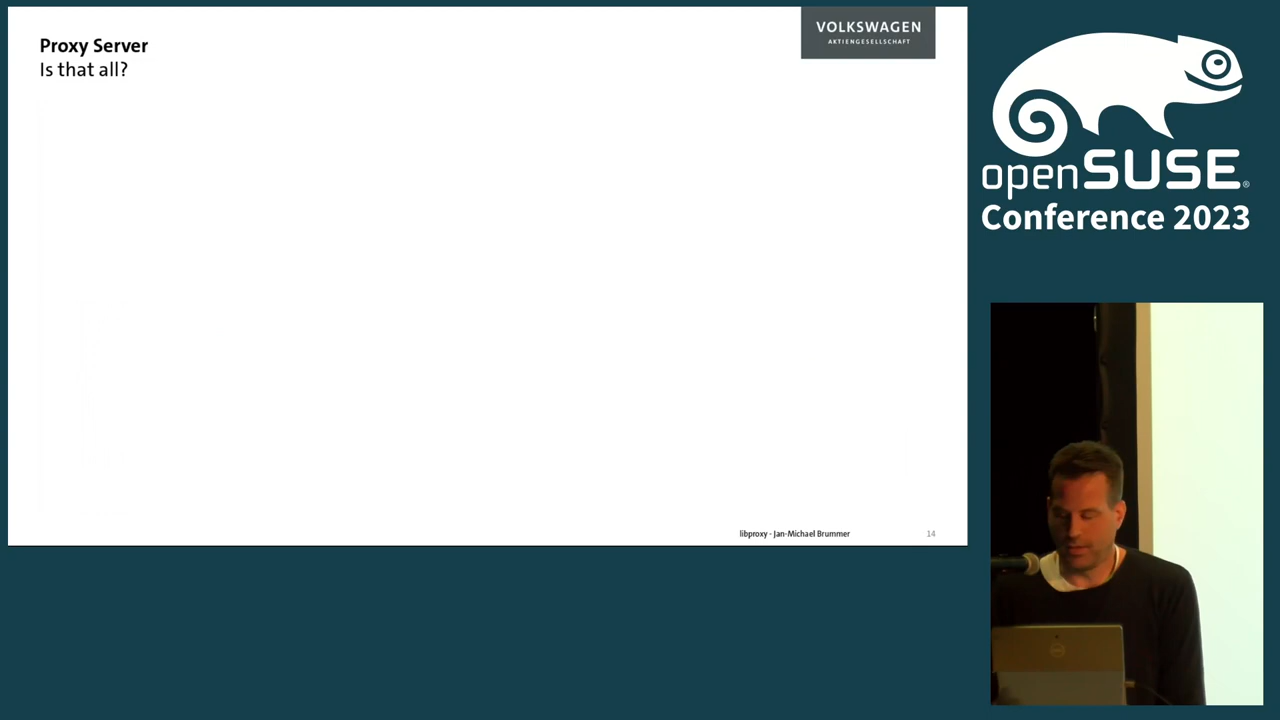 Proxy Server
Is that all?
VOLKSWAGEN
AKTIENGESELLSCHAFT
libproxy - Jan-Michael Brummer
14
openSUSE®
Conference 2023